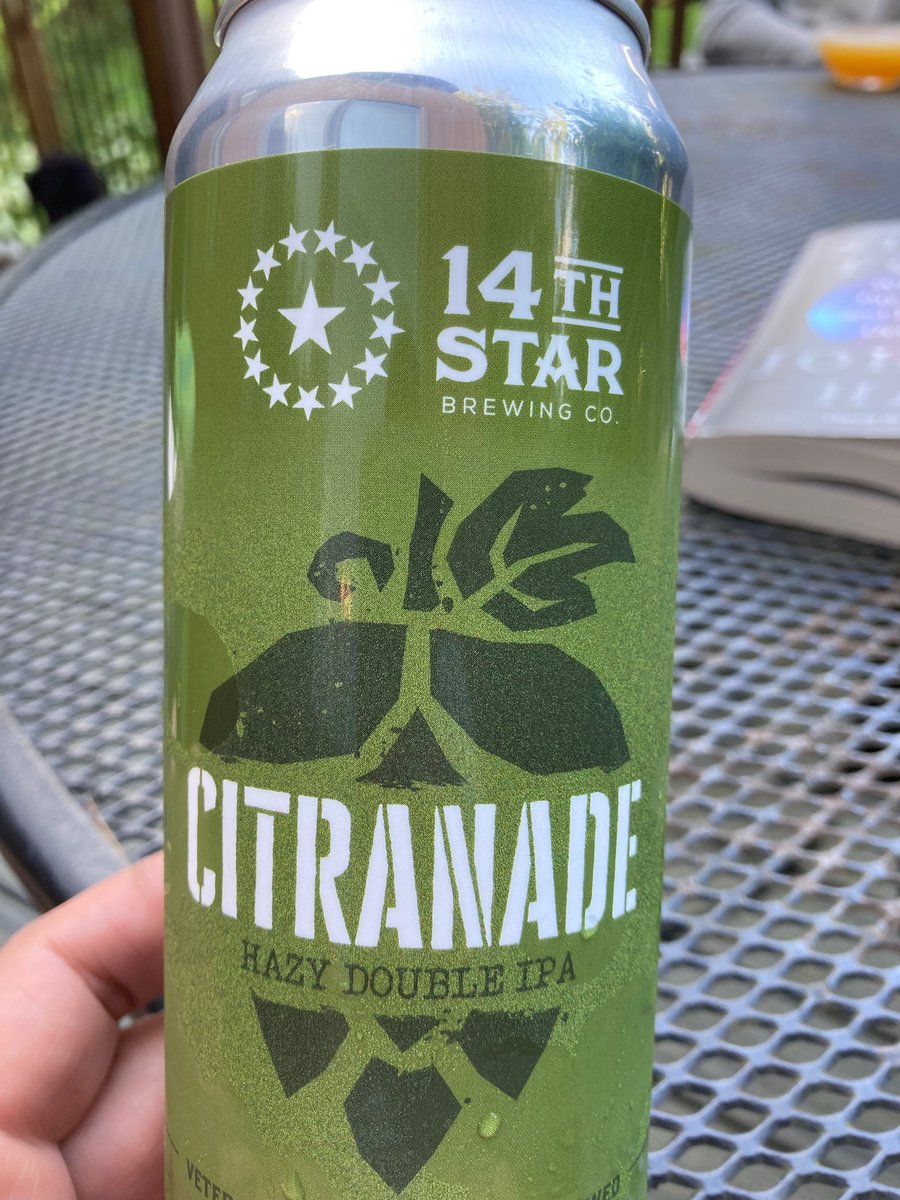 14TH
STAR
BREWING CO.
CITRANADE
HAZY DOUBLE IPA